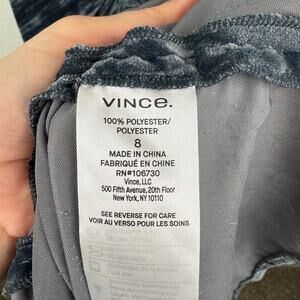 VINCE.
100% POLYESTER/
POLYESTER
8
MADE IN CHINA
FABRIQUÉ EN CHINE
RN#106730
Vince, LLC
500 Fifth Avenue, 20th Floor
New York, NY 10110
SEE REVERSE FOR CARE
VOIR AU VERSO POUR LES SOINS